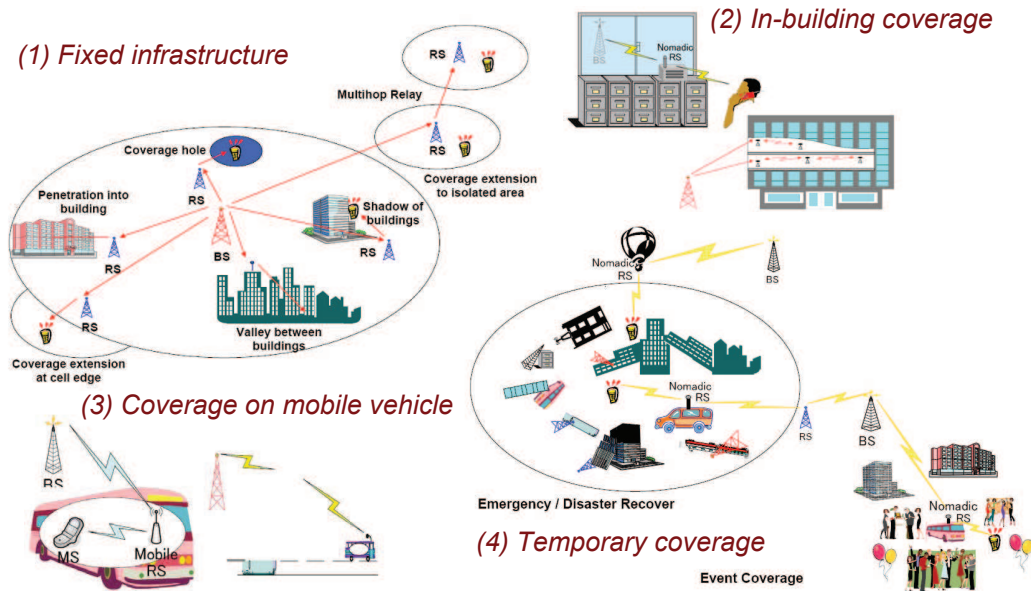 (1) Fixed infrastructure
RS
Multihop Relay
RS
Coverage extension
to isolated area
Coverage hole
RS
Penetration into
building
RS
BS
Shadow of
buildings
RS
RS
Valley between
buildings
Coverage extension
at cell edge
(2) In-building coverage
BS
Nomadic
RS
(3) Coverage on mobile vehicle
BS
MS
Mobile
RS
Nomadic
RS
BS
Nomadic
RS
RS
BS
Emergency / Disaster Recover
(4) Temporary coverage
Nomadic
RS
Event Coverage